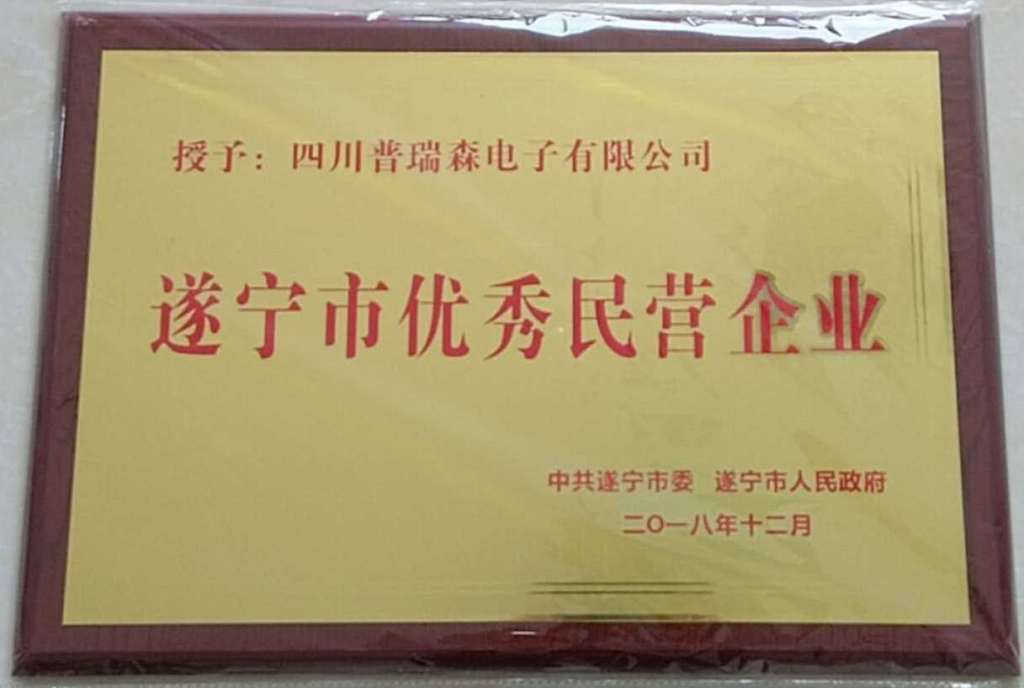 授予：四川普瑞森电子有限公司
遂宁市优秀民营企业
中共遂宁市委 遂宁市人民政府
二〇一八年十二月